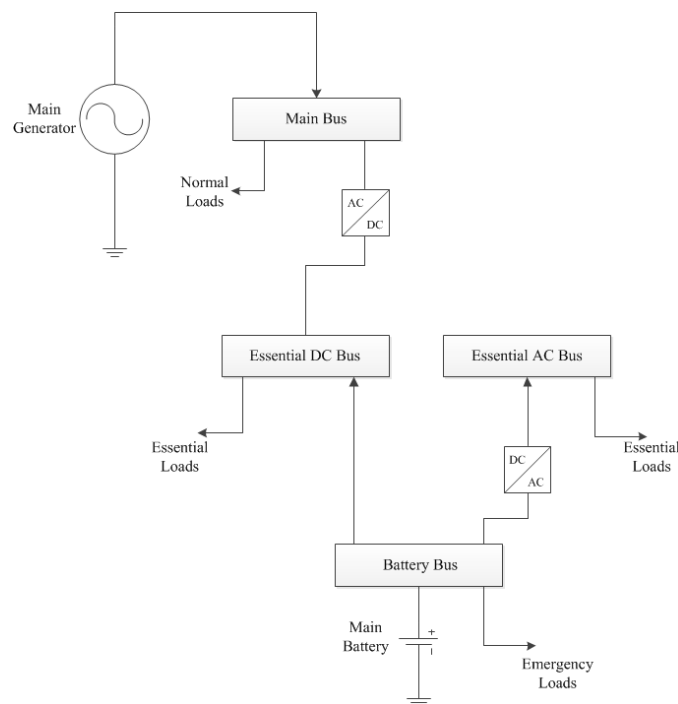 Main
Generator
Main Bus
Normal
Loads
AC
DC
Essential DC Bus
Essential AC Bus
Essential
Loads
Essential
Loads
DC
AC
Battery Bus
Main
Battery
+
-
Emergency
Loads